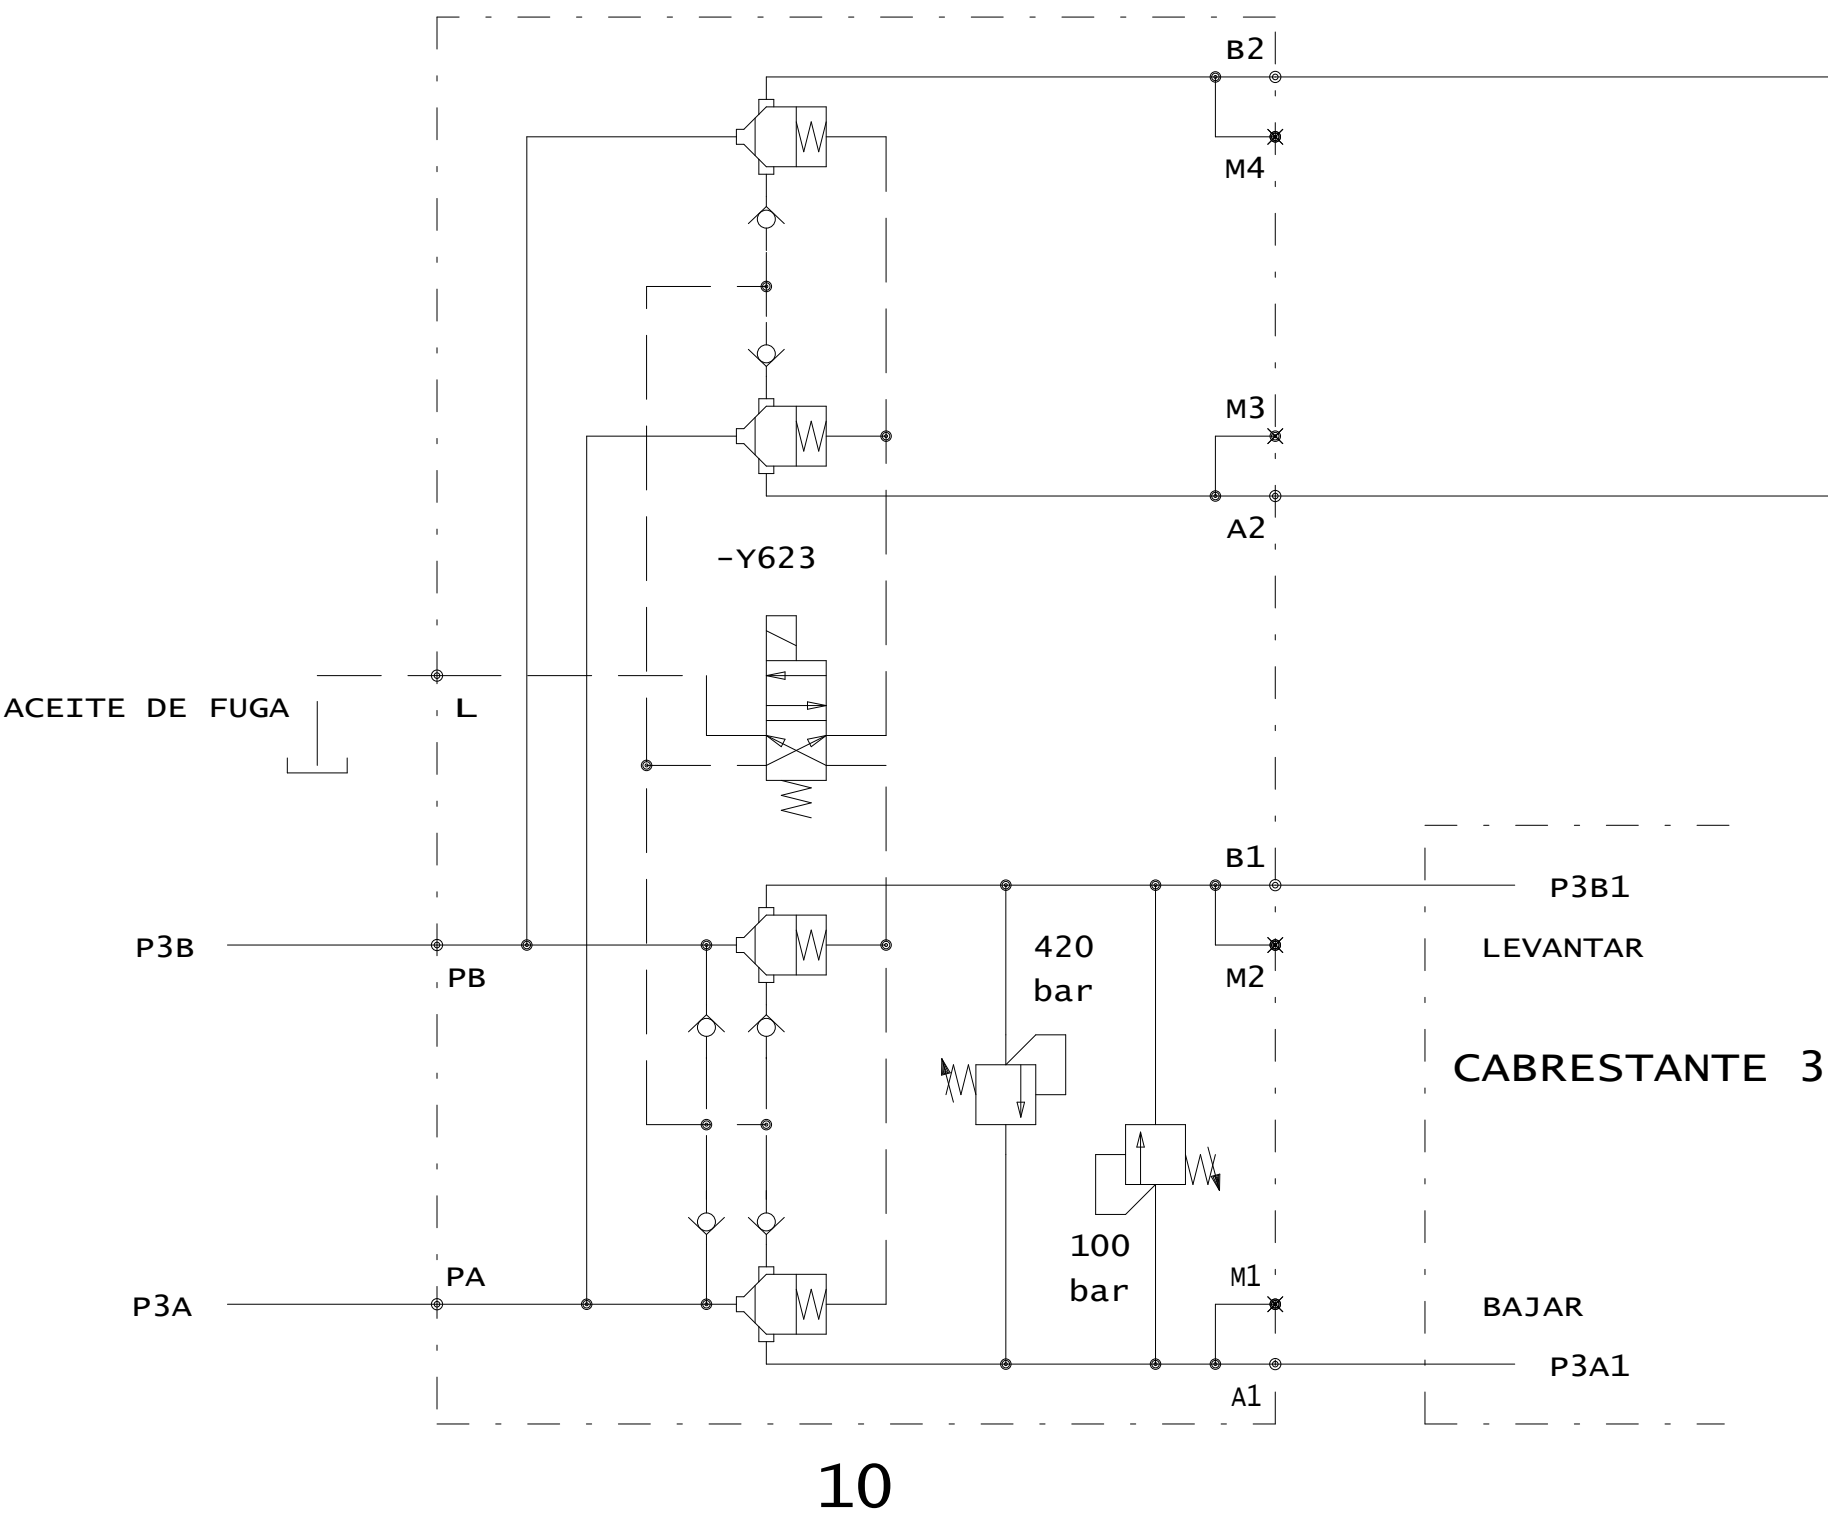 B2
M4
M3
A2
-Y623
ACEITE DE FUGA
L
B1
P3B1
P3B
420
bar
LEVANTAR
PB
M2
CABRESTANTE 3
100
bar
PA
M1
P3A
BAJAR
P3A1
A1
10